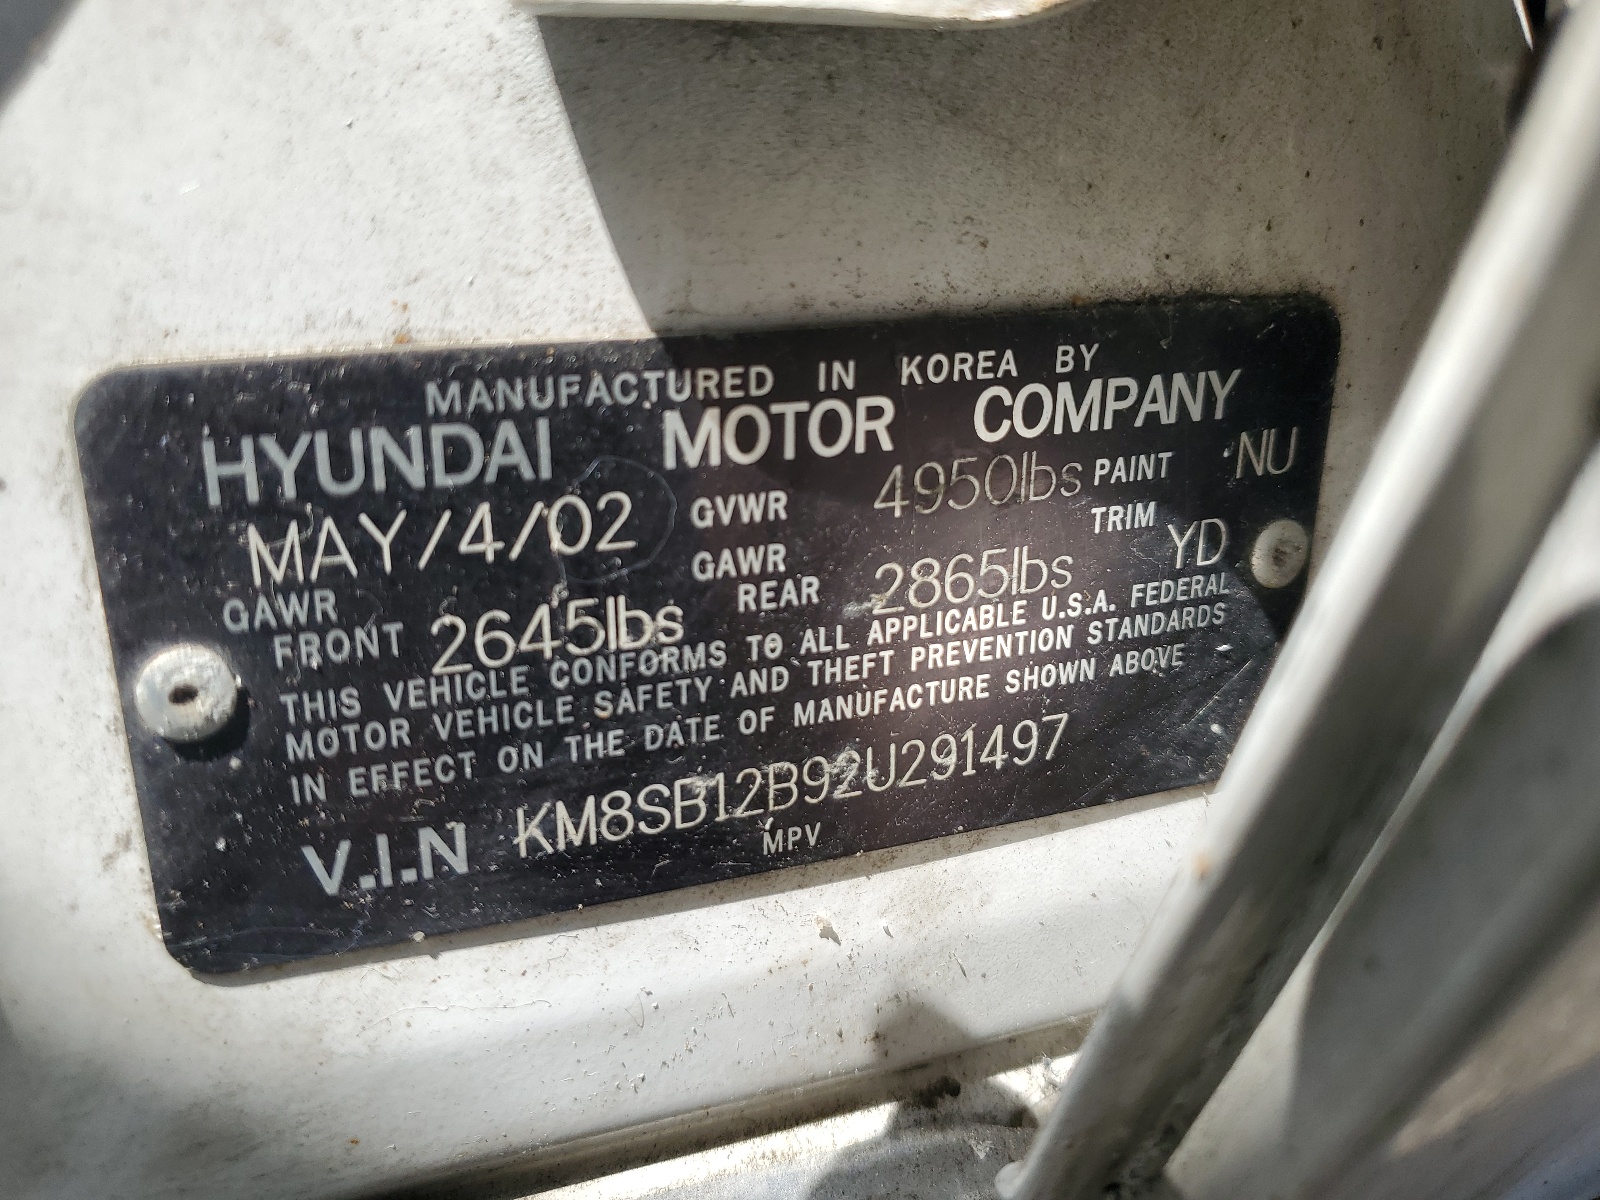 MANUFACTURED IN KOREA BY
HYUNDAI MOTOR COMPANY
MAY/4/02 GVWR 4950lbs PAINT NU
GAWR FRONT 2645lbs GAWR REAR 2865lbs TRIM YD
THIS VEHICLE CONFORMS TO ALL APPLICABLE U.S.A. FEDERAL
MOTOR VEHICLE SAFETY AND THEFT PREVENTION STANDARDS
IN EFFECT ON THE DATE OF MANUFACTURE SHOWN ABOVE
V.I.N KM8SB12B92U291497
MPV